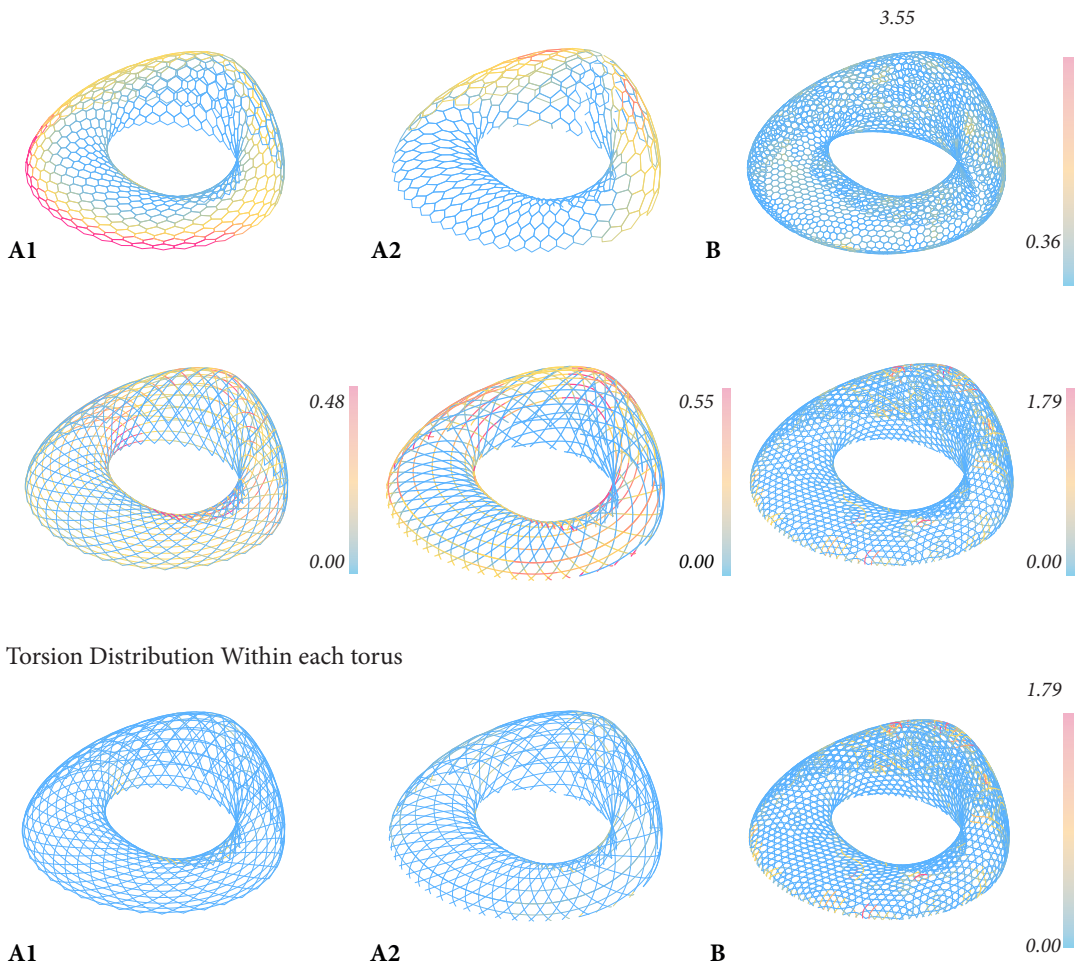 3.55
0.36
A1 A2 B
0.48 0.55 1.79
0.00 0.00 0.00
Torsion Distribution Within each torus
1.79
0.00
A1 A2 B